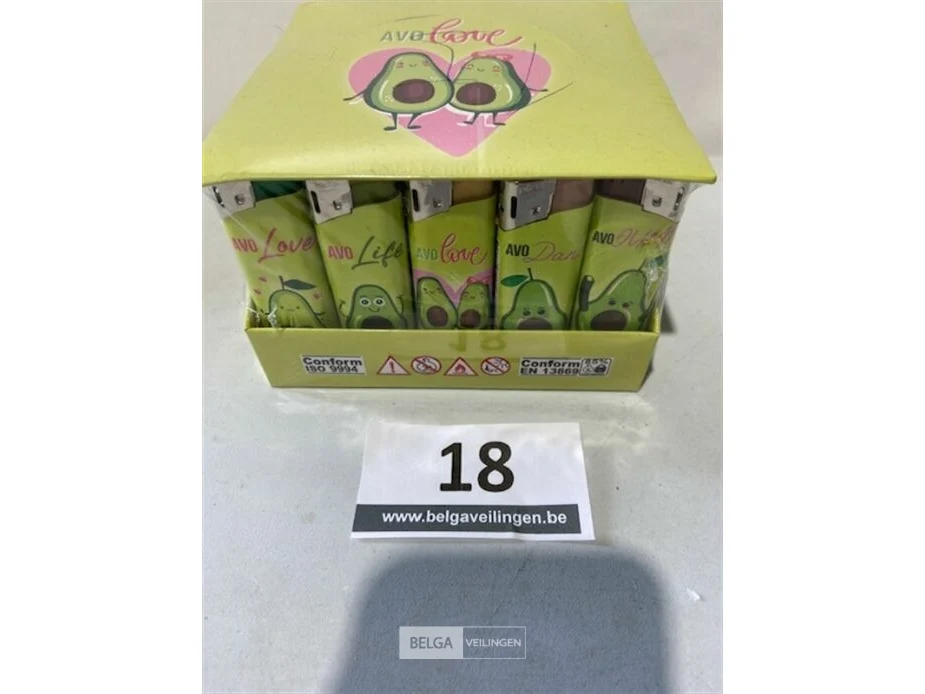 AVO love
AVO Love
AVO Life
AVO love
AVO Dan
AVO
Conform
ISO 9994
Conform
EN 13869
85%
18
www.belgaveilingen.be
BELGA VEILINGEN